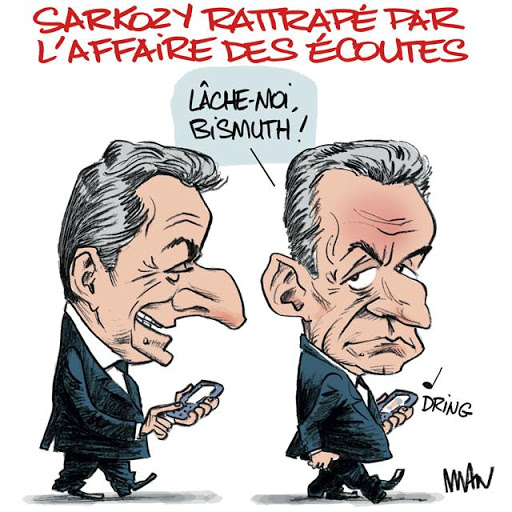 SARKOZY RATTRAPÉ PAR
L'AFFAIRE DES ÉCOUTES
LÂCHE-MOI,
BISMUTH !
DRING
MAN